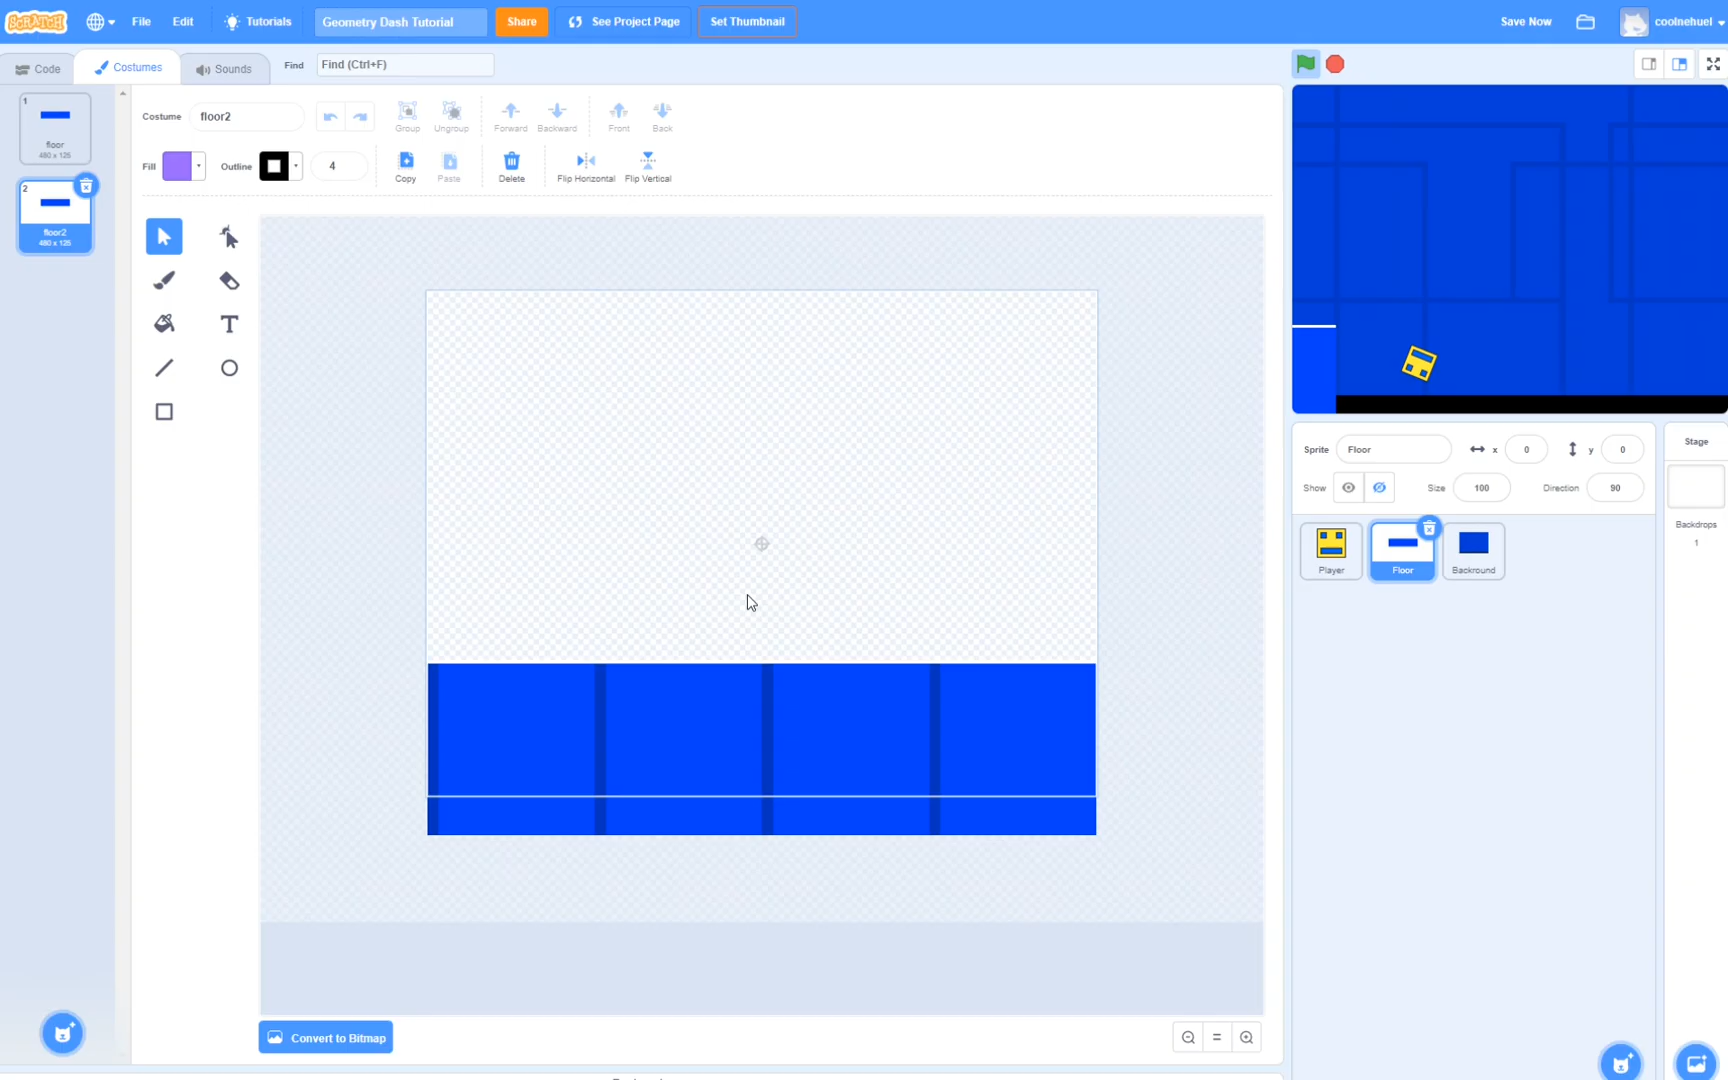 SCRATCH File Edit Tutorials Geometry Dash Tutorial Share See Project Page Set Thumbnail Save Now coolnehuel
Code Costumes Sounds Find Find (Ctrl+F)
1
floor
480 x 125
2
floor2
480 x 125
Costume floor2 Group Ungroup Forward Backward Front Back
Fill Outline 4 Copy Paste Delete Flip Horizontal Flip Vertical
T
Convert to Bitmap
Sprite Floor x 0 y 0
Show Size 100 Direction 90
Player Floor Backround
Stage
Backdrops
1